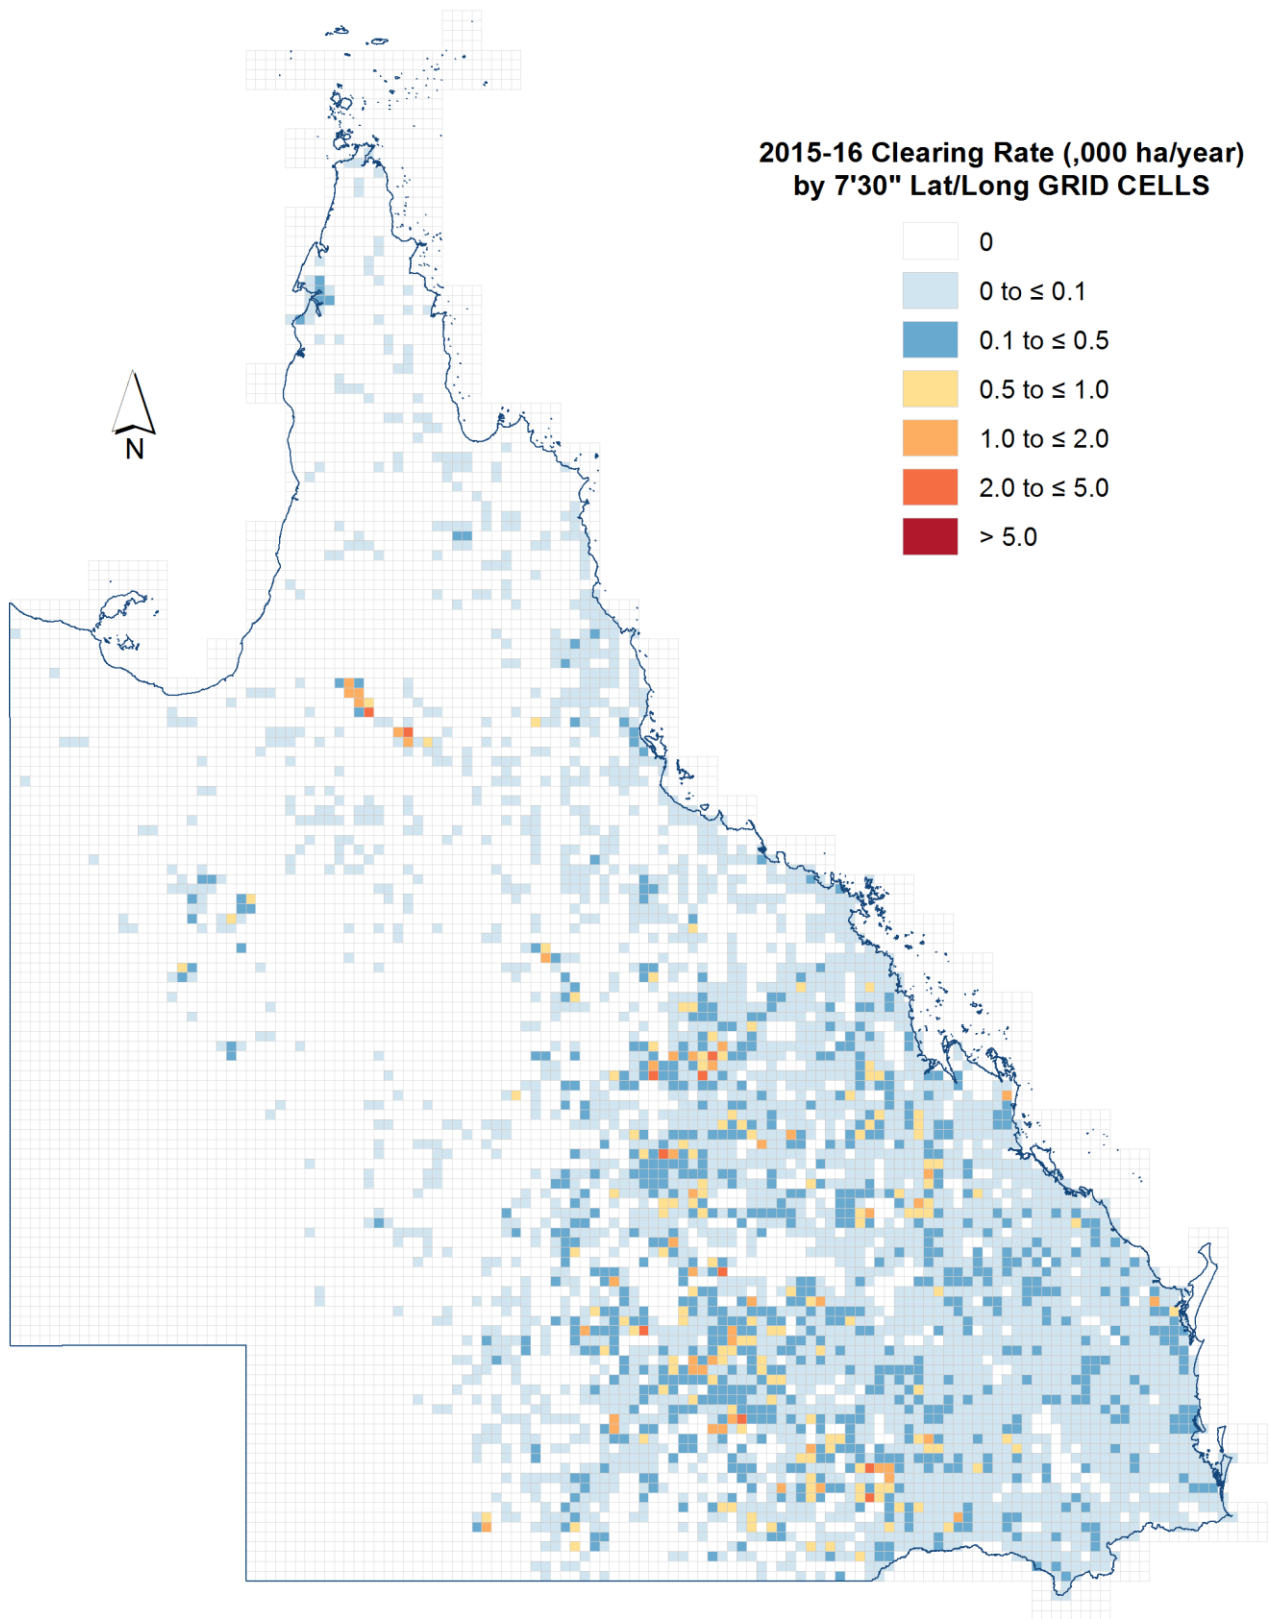 2015-16 Clearing Rate (,000 ha/year)
by 7'30" Lat/Long GRID CELLS
0
0 to ≤ 0.1
0.1 to ≤ 0.5
0.5 to ≤ 1.0
1.0 to ≤ 2.0
2.0 to ≤ 5.0
> 5.0
N